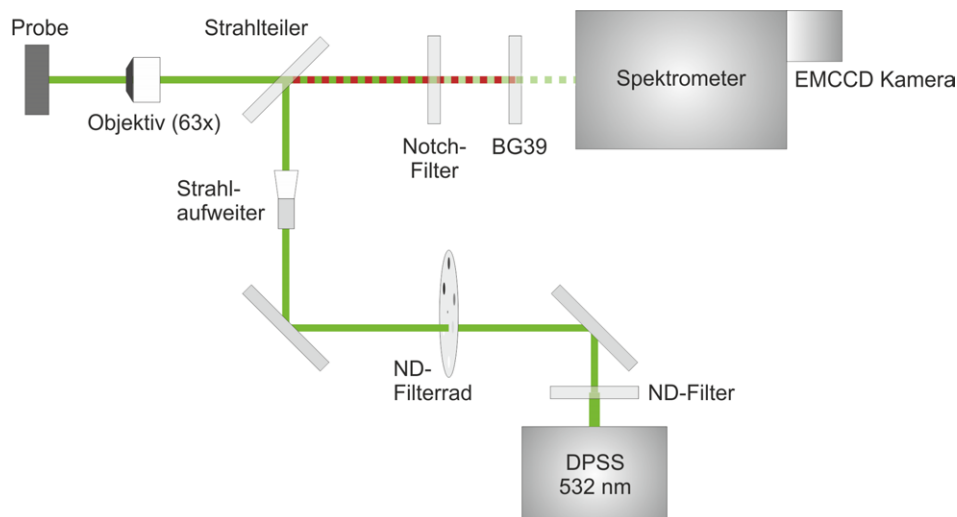 Probe
Strahlteiler
Objektiv (63x)
Notch-
Filter
BG39
Spektrometer
EMCCD Kamera
Strahl-
aufweiter
ND-
Filterrad
ND-Filter
DPSS
532 nm